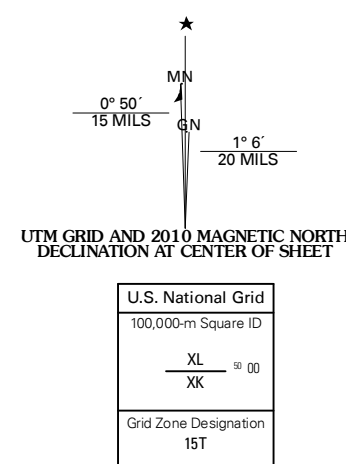 MN
0° 50´
15 MILS
GN
1° 6´
20 MILS
UTM GRID AND 2010 MAGNETIC NORTH
DECLINATION AT CENTER OF SHEET
U.S. National Grid
100,000-m Square ID
XL
50 00
XK
Grid Zone Designation
15T